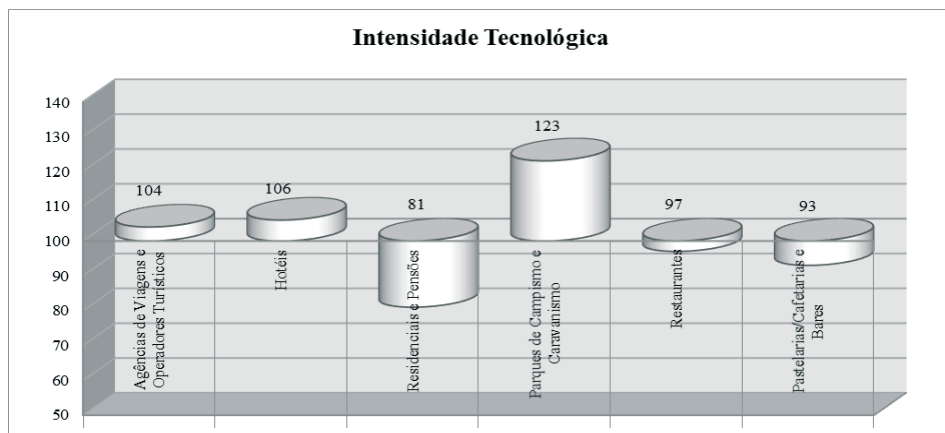 Intensidade Tecnológica
140
130
120
110
100
90
80
70
60
50
104
106
81
123
97
93
Agências de Viagens e
Operadores Turísticos
Hotéis
Residenciais e Pensões
Parques de Campismo e
Caravanismo
Restaurantes
Pastelarias/Cafetarias e
Bares